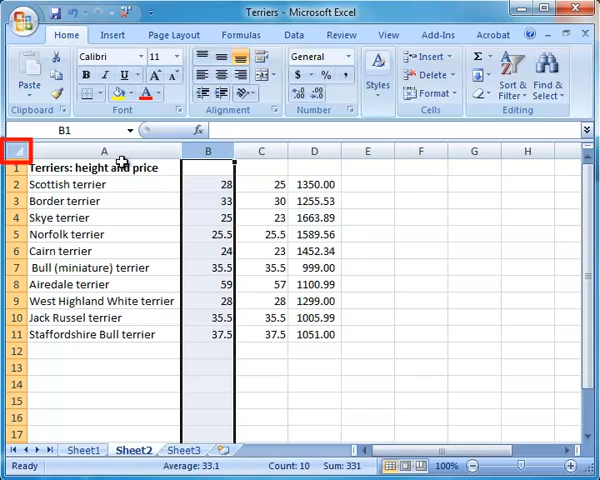 Terriers - Microsoft Excel
Home Insert Page Layout Formulas Data Review View Add-Ins Acrobat
Paste
Clipboard
Calibri 11
B I U A A
A
Font
Alignment
General
$ % ,
Number
Styles
Insert
Delete
Format
Cells
Σ
Sort & Filter
Find & Select
Editing
B1 fx
A B C D E F G H
1 Terriers: height and price
2 Scottish terrier 28 25 1350.00
3 Border terrier 33 30 1255.53
4 Skye terrier 25 23 1663.89
5 Norfolk terrier 25.5 25.5 1589.56
6 Cairn terrier 24 23 1452.34
7 Bull (miniature) terrier 35.5 35.5 999.00
8 Airedale terrier 59 57 1100.99
9 West Highland White terrier 28 28 1299.00
10 Jack Russel terrier 35.5 35.5 1005.99
11 Staffordshire Bull terrier 37.5 37.5 1051.00
12
13
14
15
16
17
Sheet1 Sheet2 Sheet3
Ready Average: 33.1 Count: 10 Sum: 331 100%